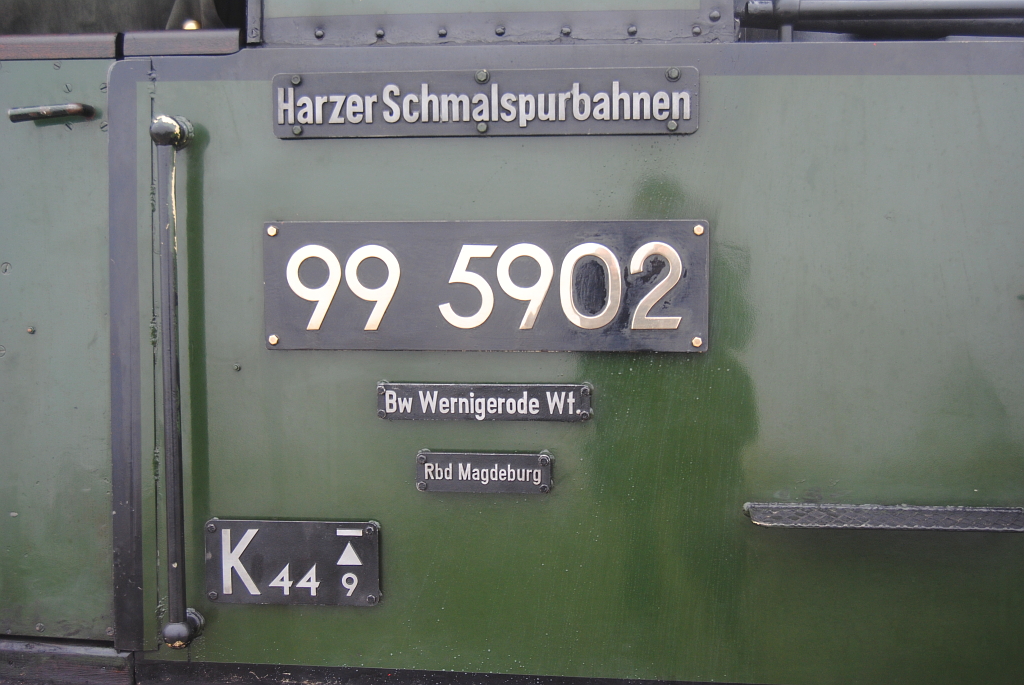 Harzer Schmalspurbahnen
99 5902
Bw Wernigerode Wf.
Rbd Magdeburg
K 44 9